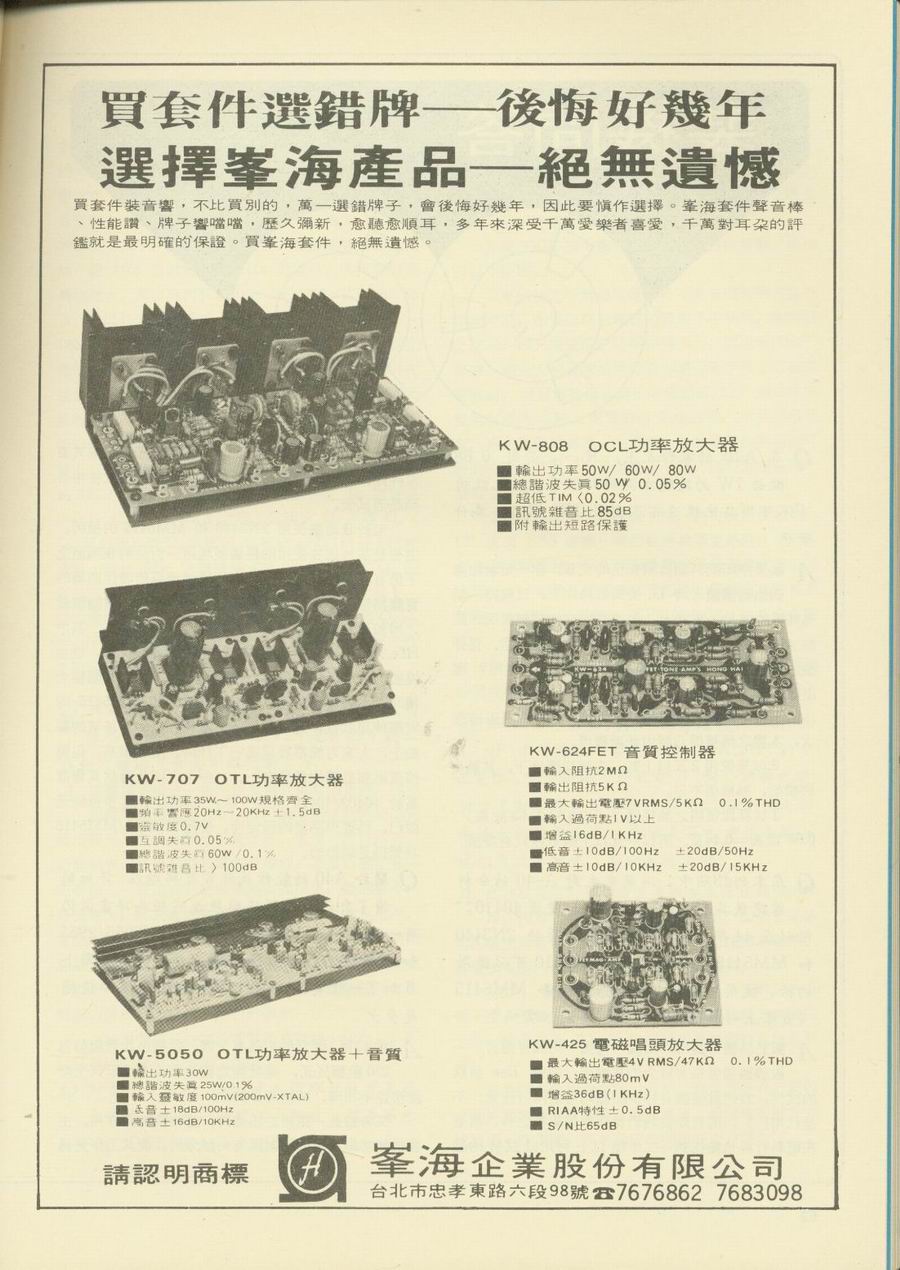 買套件選錯牌——後悔好幾年
選擇峯海產品—絕無遺憾
買套件裝音響，不比買別的，萬一選錯牌子，會後悔好幾年，因此要慎作選擇。峯海套件聲音棒
、性能讚、牌子響噹噹，歷久彌新，愈聽愈順耳，多年來深受千萬愛樂者喜愛，千萬對耳朶的評
鑑就是最明確的保證。買峯海套件，絕無遺憾。
KW-808 OCL功率放大器
■輸出功率50W/ 60W/ 80W
■總諧波失眞50W 0.05%
■超低TIM〈0.02%
■訊號雜音比85dB
■附輸出短路保護
KW-707 OTL功率放大器
■輸出功率35W.～100W規格齊全
■頻率響應20Hz～20KHz±1.5dB
■靈敏度0.7V
■互調失眞0.05%
■總諧波失眞60W/0.1%
■訊號雜音比〉100dB
KW-624 FET-TONE-AMP'S HONG HAI
KW-624FET 音質控制器
■輸入阻抗2MΩ
■輸出阻抗5KΩ
■最大輸出電壓7VRMS/5KΩ 0.1%THD
■輸入過荷點1V以上
■增益16dB/1KHz
■低音±10dB/100Hz ±20dB/50Hz
■高音±10dB/10KHz ±20dB/15KHz
KW-5050 OTL功率放大器＋音質
■輸出功率30W
■總諧波失眞25W/0.1%
■輸入靈敏度100mV(200mV-XTAL)
■音±18dB/100Hz
■高音±16dB/10KHz
KW-425 電磁唱頭放大器
■最大輸出電壓4VRMS/47KΩ 0.1%THD
■輸入過荷點80mV
■增益36dB(1KHz)
■RIAA特性±0.5dB
■S/N比65dB
請認明商標
H
峯海企業股份有限公司
台北市忠孝東路六段98號☎7676862 7683098